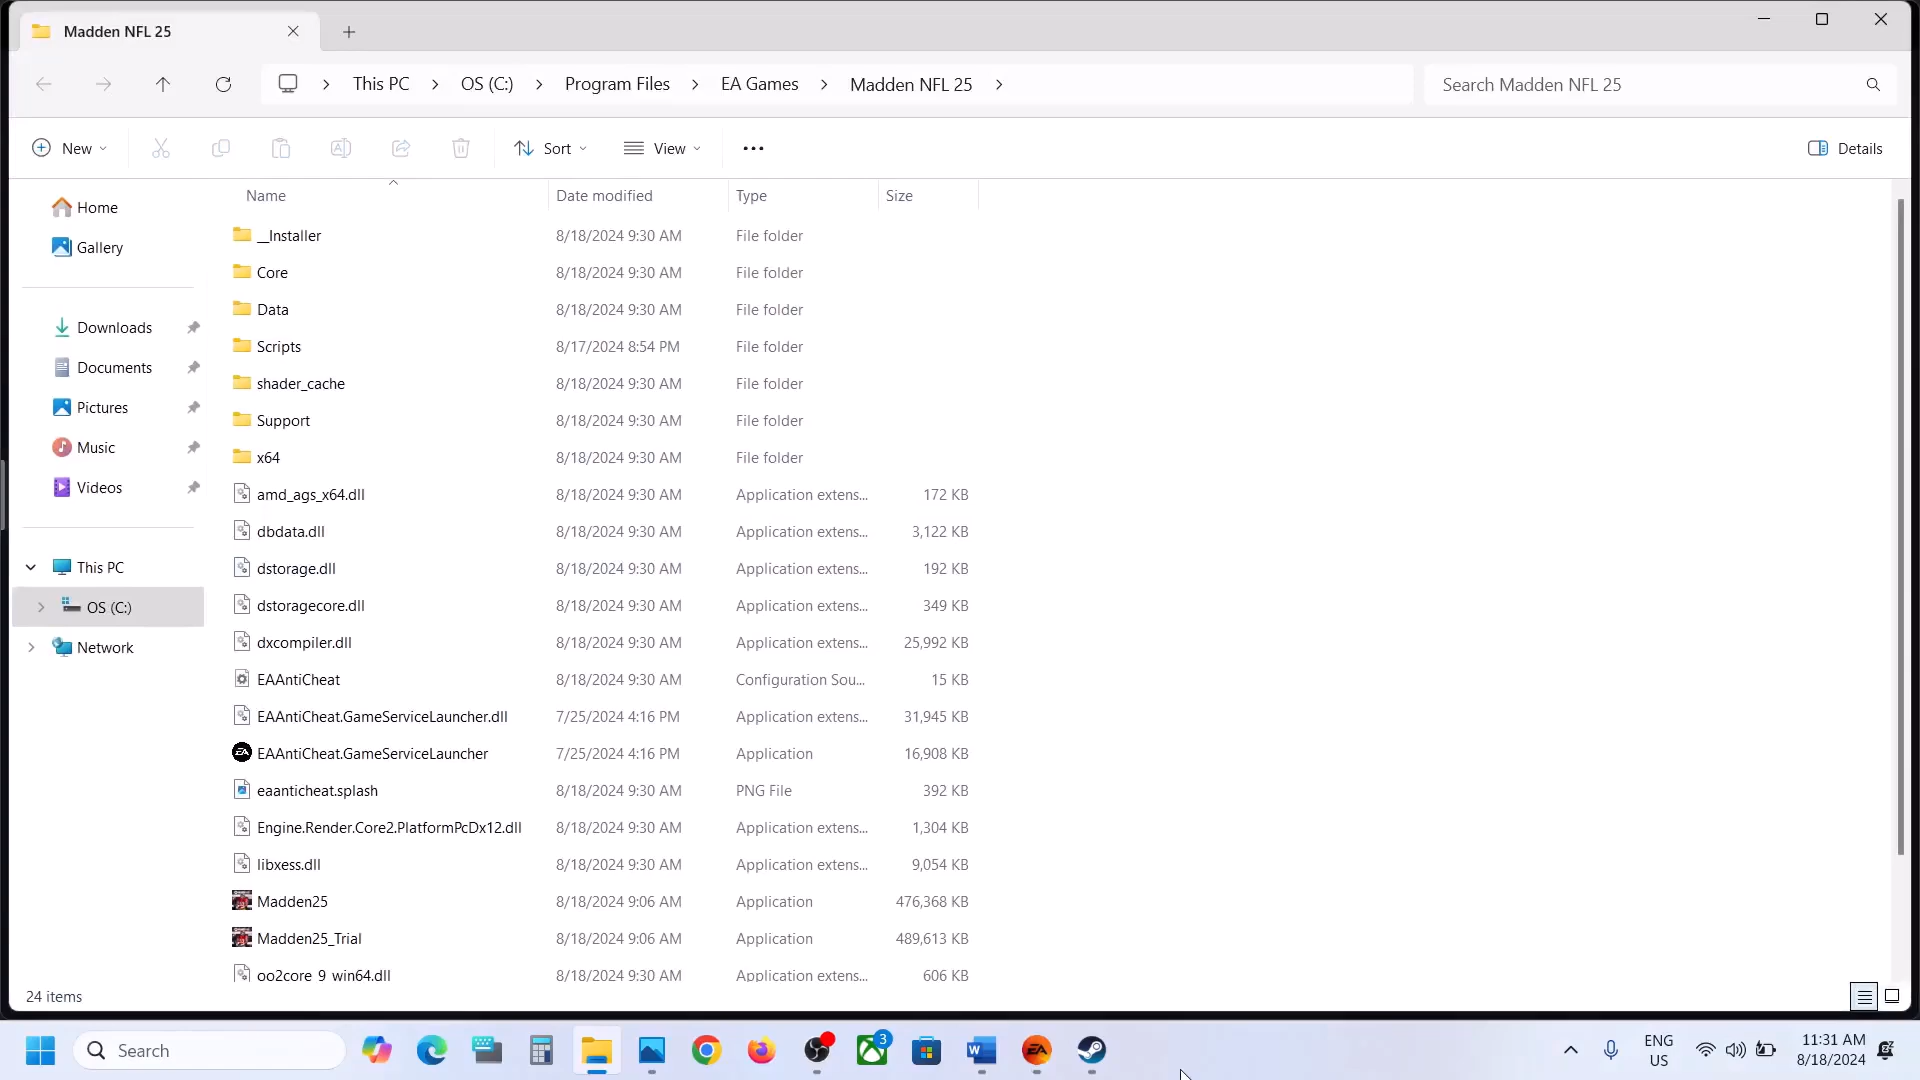 Madden NFL 25
This PC > OS (C:) > Program Files > EA Games > Madden NFL 25 >
Search Madden NFL 25
New
Sort
View
Details
Name Date modified Type Size
Home
Gallery
Downloads
Documents
Pictures
Music
Videos
This PC
OS (C:)
Network
__Installer 8/18/2024 9:30 AM File folder
Core 8/18/2024 9:30 AM File folder
Data 8/18/2024 9:30 AM File folder
Scripts 8/17/2024 8:54 PM File folder
shader_cache 8/18/2024 9:30 AM File folder
Support 8/18/2024 9:30 AM File folder
x64 8/18/2024 9:30 AM File folder
amd_ags_x64.dll 8/18/2024 9:30 AM Application extens... 172 KB
dbdata.dll 8/18/2024 9:30 AM Application extens... 3,122 KB
dstorage.dll 8/18/2024 9:30 AM Application extens... 192 KB
dstoragecore.dll 8/18/2024 9:30 AM Application extens... 349 KB
dxcompiler.dll 8/18/2024 9:30 AM Application extens... 25,992 KB
EAAntiCheat 8/18/2024 9:30 AM Configuration Sou... 15 KB
EAAntiCheat.GameServiceLauncher.dll 7/25/2024 4:16 PM Application extens... 31,945 KB
EAAntiCheat.GameServiceLauncher 7/25/2024 4:16 PM Application 16,908 KB
eaanticheat.splash 8/18/2024 9:30 AM PNG File 392 KB
Engine.Render.Core2.PlatformPcDx12.dll 8/18/2024 9:30 AM Application extens... 1,304 KB
libxess.dll 8/18/2024 9:30 AM Application extens... 9,054 KB
Madden25 8/18/2024 9:06 AM Application 476,368 KB
Madden25_Trial 8/18/2024 9:06 AM Application 489,613 KB
oo2core_9_win64.dll 8/18/2024 9:30 AM Application extens... 606 KB
24 items
Search
3
ENG
US
11:31 AM
8/18/2024